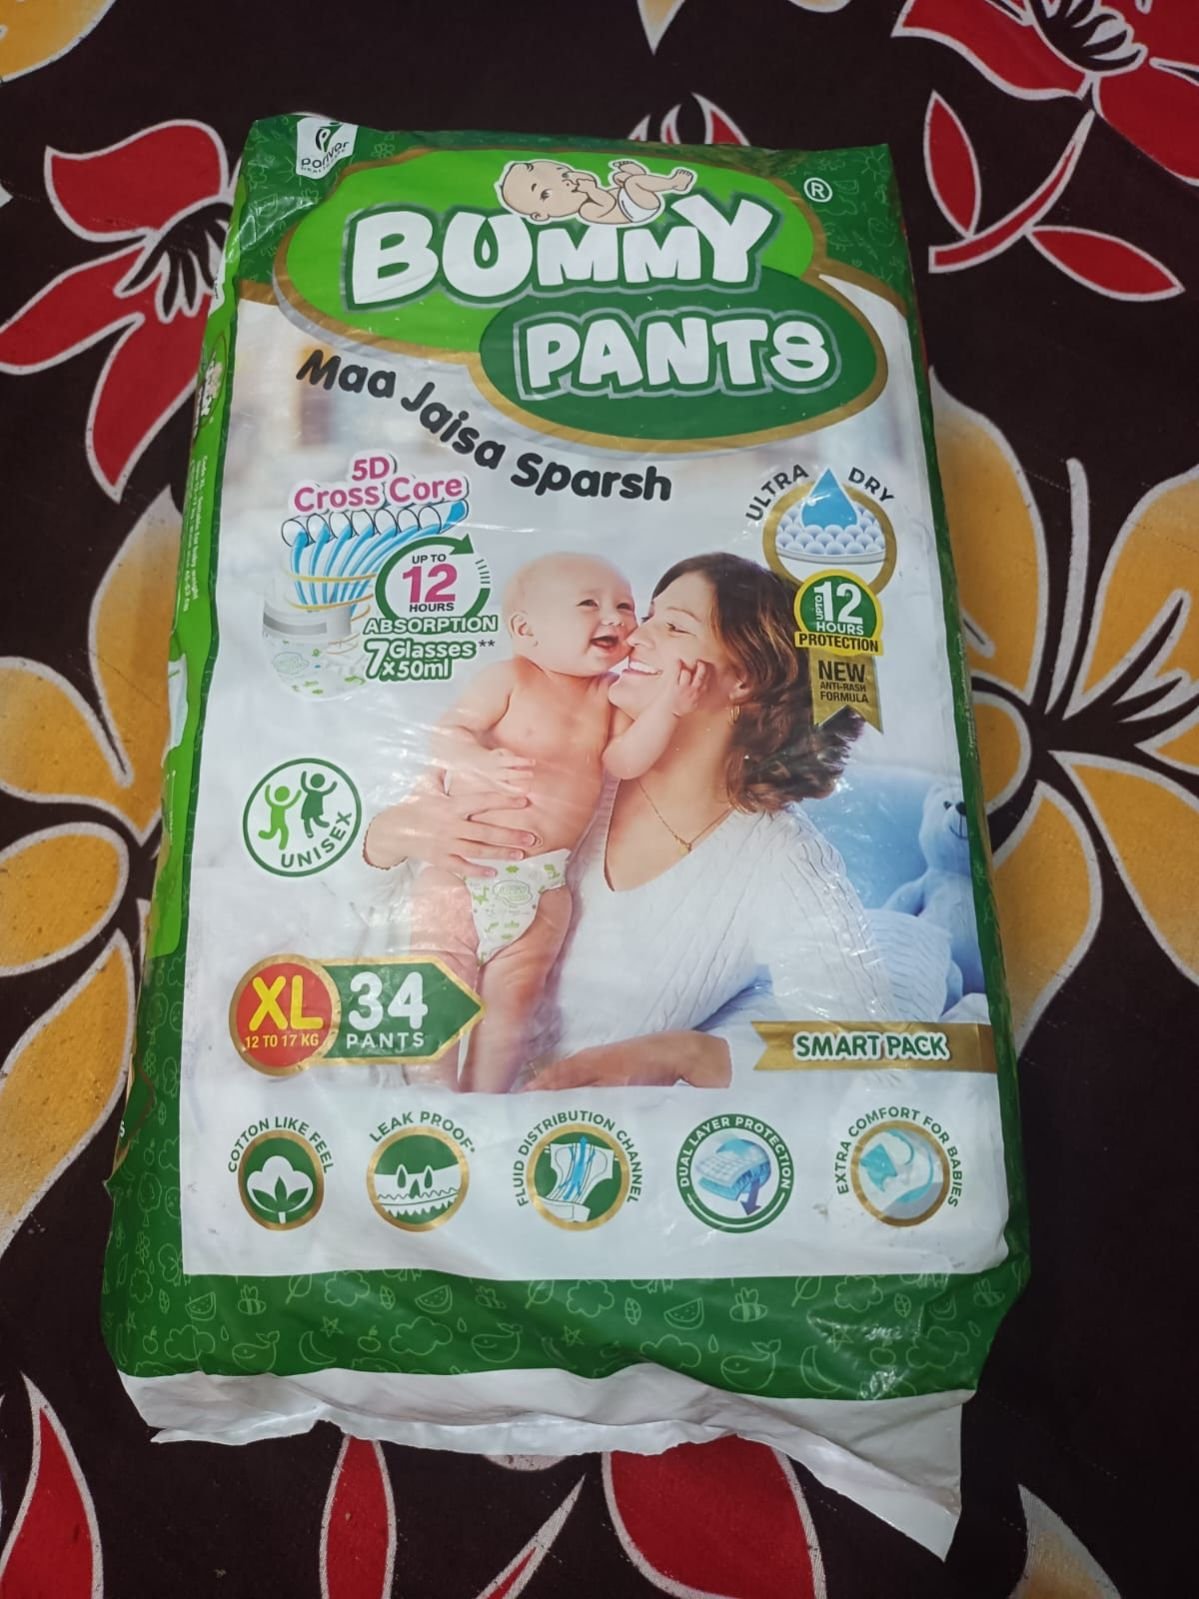 Parivar
BUMMY
®
PANTS
Maa Jaisa Sparsh
5D
Cross Core
UP TO
12
HOURS
ABSORPTION
7 Glasses**
x50ml
ULTRA DRY
UPTO
12
HOURS
PROTECTION
NEW
ANTI-RASH
FORMULA
UNISEX
XL
12 TO 17 KG
34
PANTS
SMART PACK
COTTON LIKE FEEL
LEAK PROOF*
FLUID DISTRIBUTION CHANNEL
DUAL LAYER PROTECTION
EXTRA COMFORT FOR BABIES